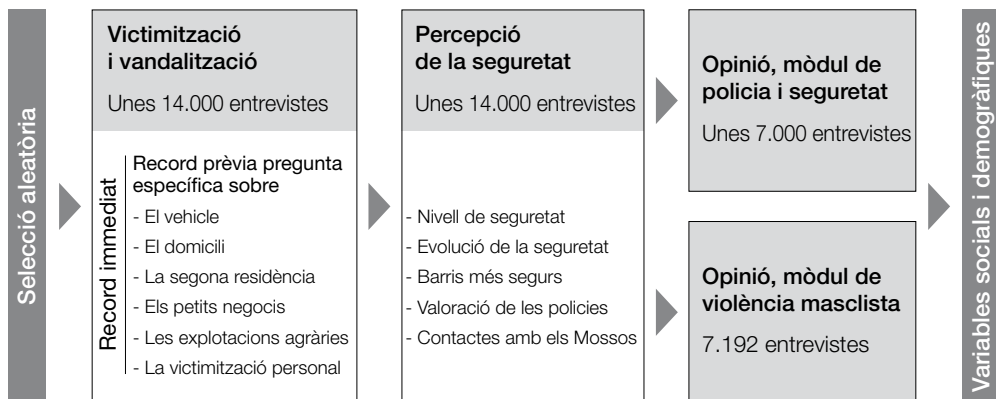 Selecció aleatòria
Victimització
i vandalització
Unes 14.000 entrevistes
Record immediat
Record prèvia pregunta
específica sobre
- El vehicle
- El domicili
- La segona residència
- Els petits negocis
- Les explotacions agràries
- La victimització personal
Percepció
de la seguretat
Unes 14.000 entrevistes
- Nivell de seguretat
- Evolució de la seguretat
- Barris més segurs
- Valoració de les policies
- Contactes amb els Mossos
Opinió, mòdul de
policia i seguretat
Unes 7.000 entrevistes
Opinió, mòdul de
violència masclista
7.192 entrevistes
Variables socials i demogràfiques